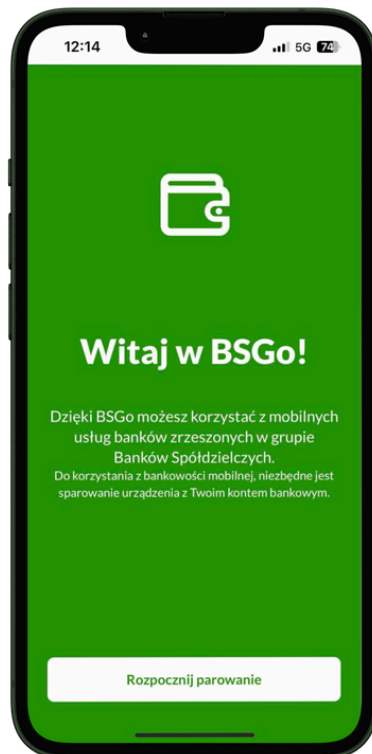 12:14 5G 74
Witaj w BSGo!
Dzięki BSGo możesz korzystać z mobilnych
usług banków zrzeszonych w grupie
Banków Spółdzielczych.
Do korzystania z bankowości mobilnej, niezbędne jest
sparowanie urządzenia z Twoim kontem bankowym.
Rozpocznij parowanie